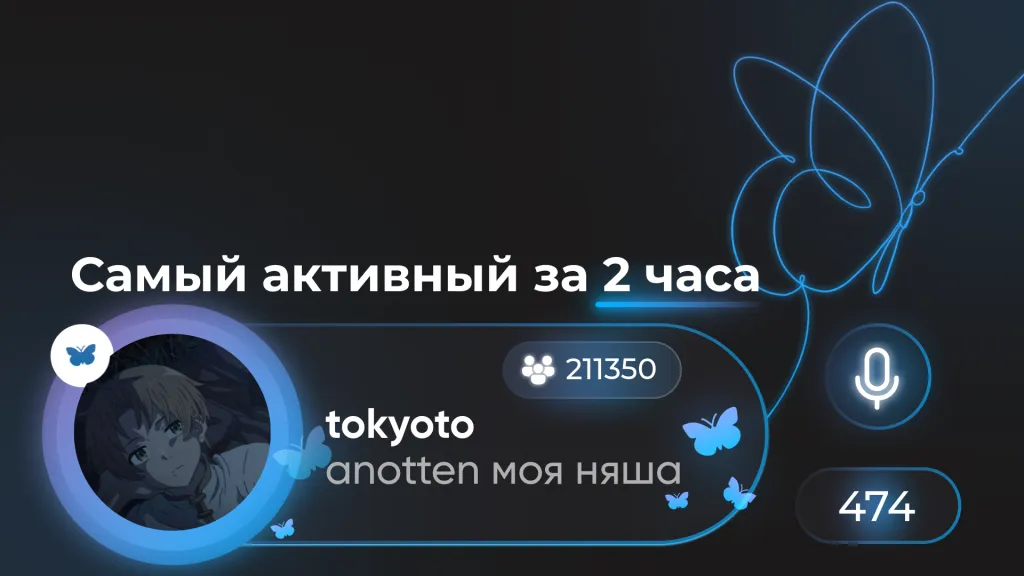 Самый активный за 2 часа
211350
tokyoto
anotten моя няша
474